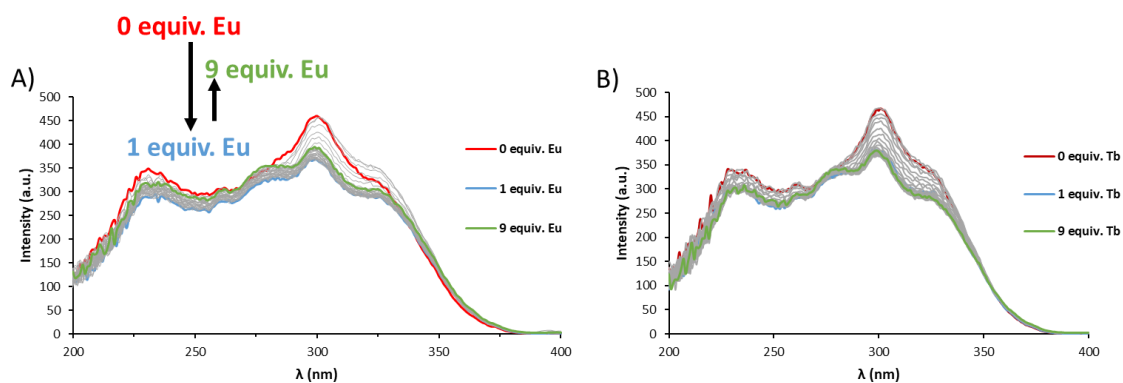 0 equiv. Eu
9 equiv. Eu
1 equiv. Eu
A)
500
450
400
350
300
250
200
150
100
50
0
200
250
300
350
400
Intensity (a.u.)
λ (nm)
0 equiv. Eu
1 equiv. Eu
9 equiv. Eu
B)
500
450
400
350
300
250
200
150
100
50
0
200
250
300
350
400
Intensity (a.u.)
λ (nm)
0 equiv. Tb
1 equiv. Tb
9 equiv. Tb